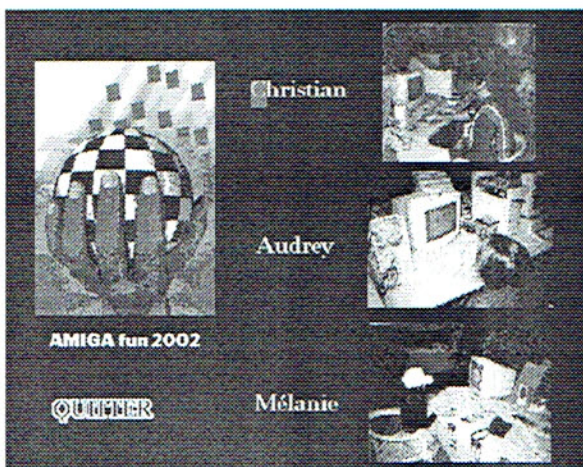 Christian
Audrey
AMIGA fun 2002
QUITTER
Mélanie